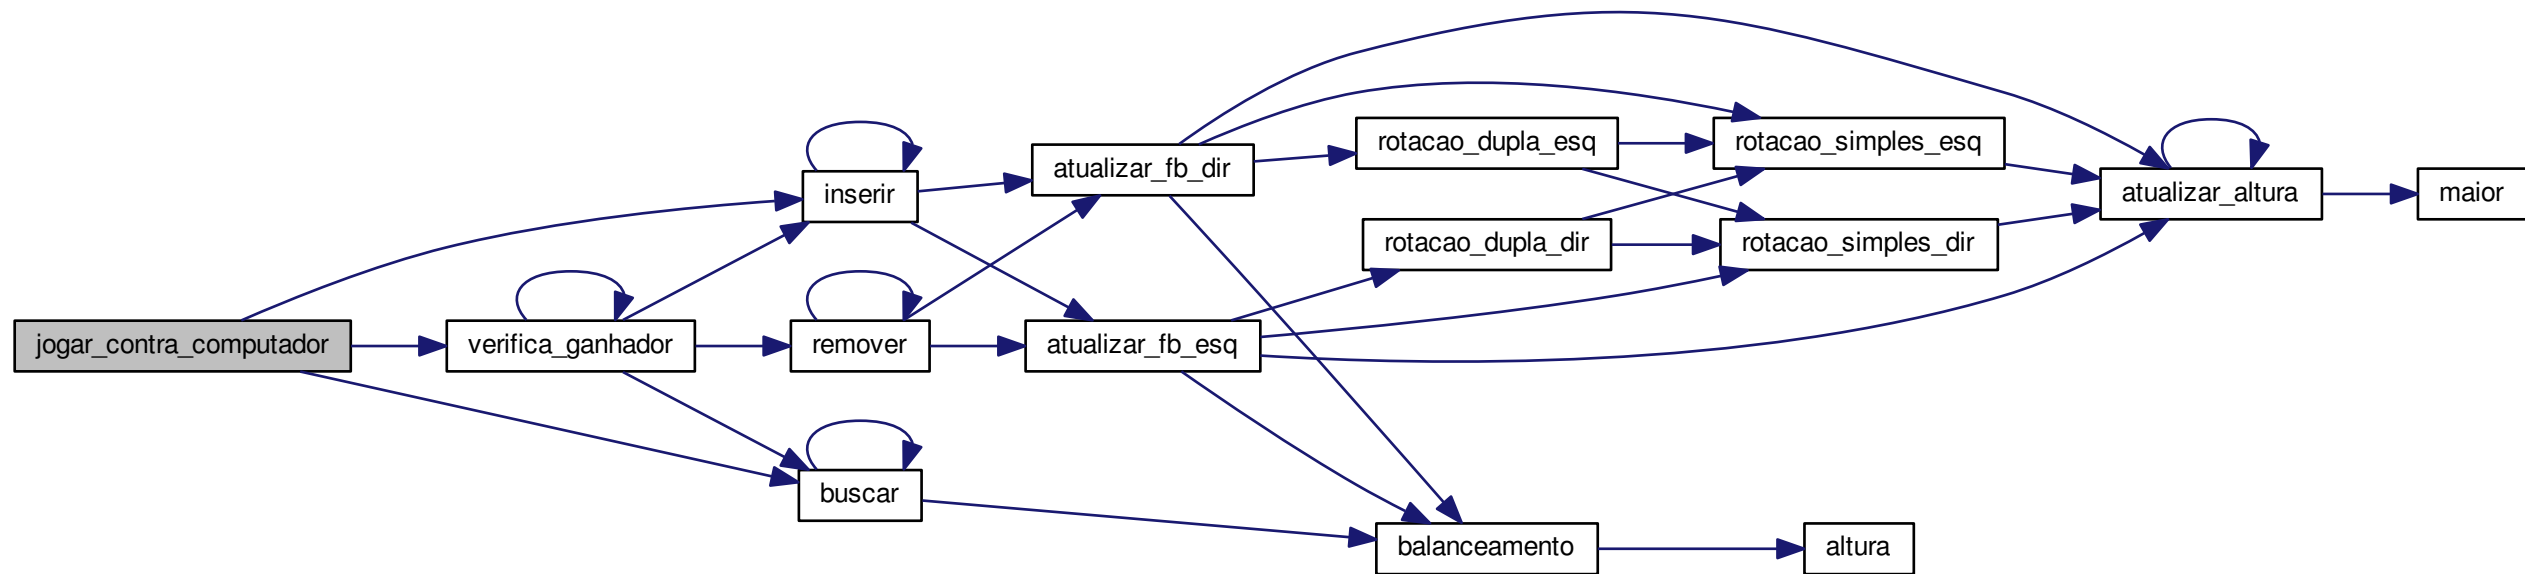 jogar_contra_computador
verifica_ganhador
inserir
remover
buscar
atualizar_fb_dir
atualizar_fb_esq
rotacao_dupla_esq
rotacao_dupla_dir
balanceamento
rotacao_simples_esq
rotacao_simples_dir
altura
atualizar_altura
maior